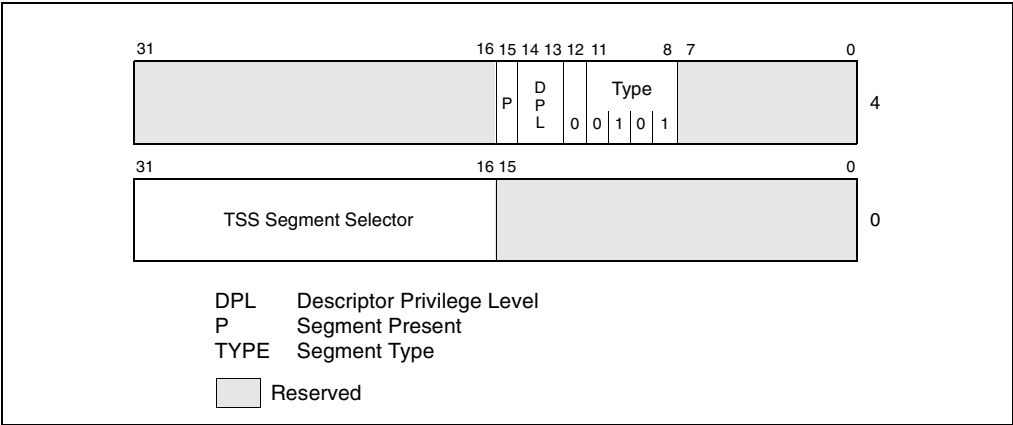 31 16 15 14 13 12 11 8 7 0
P DPL 0 Type 0 1 0 1 4
31 16 15 0
TSS Segment Selector 0
DPL Descriptor Privilege Level
P Segment Present
TYPE Segment Type
Reserved